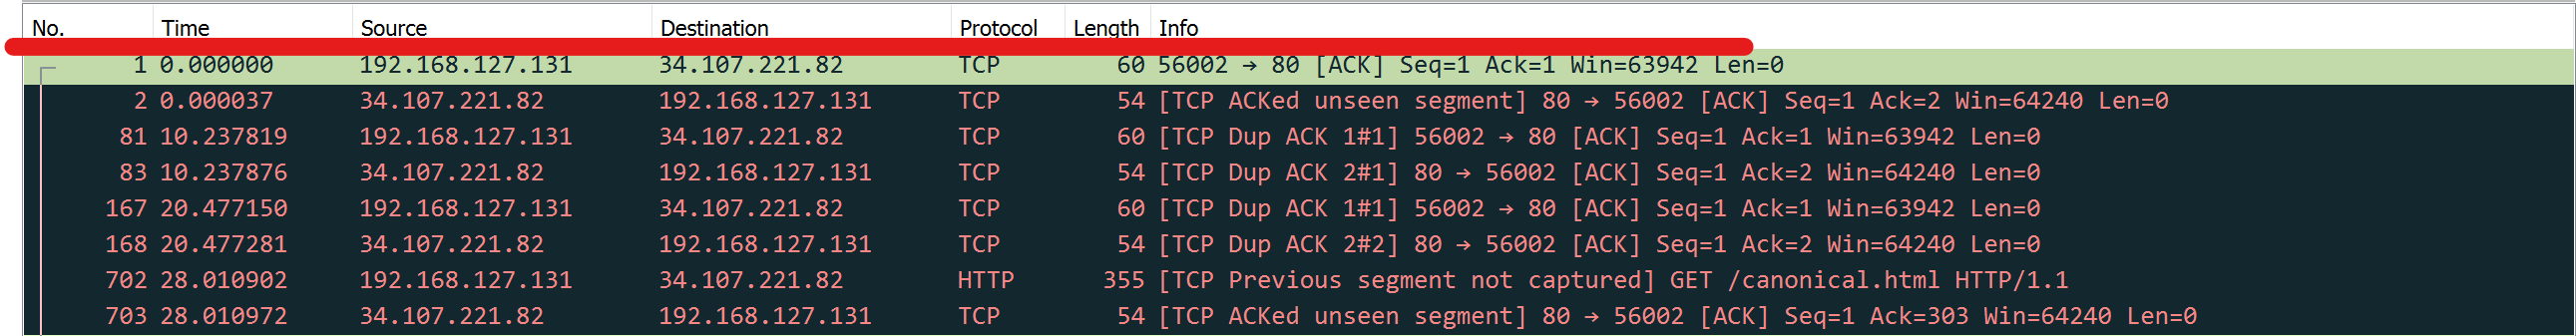 No. Time Source Destination Protocol Length Info
1 0.000000 192.168.127.131 34.107.221.82 TCP 60 56002 → 80 [ACK] Seq=1 Ack=1 Win=63942 Len=0
2 0.000037 34.107.221.82 192.168.127.131 TCP 54 [TCP ACKed unseen segment] 80 → 56002 [ACK] Seq=1 Ack=2 Win=64240 Len=0
81 10.237819 192.168.127.131 34.107.221.82 TCP 60 [TCP Dup ACK 1#1] 56002 → 80 [ACK] Seq=1 Ack=1 Win=63942 Len=0
83 10.237876 34.107.221.82 192.168.127.131 TCP 54 [TCP Dup ACK 2#1] 80 → 56002 [ACK] Seq=1 Ack=2 Win=64240 Len=0
167 20.477150 192.168.127.131 34.107.221.82 TCP 60 [TCP Dup ACK 1#1] 56002 → 80 [ACK] Seq=1 Ack=1 Win=63942 Len=0
168 20.477281 34.107.221.82 192.168.127.131 TCP 54 [TCP Dup ACK 2#2] 80 → 56002 [ACK] Seq=1 Ack=2 Win=64240 Len=0
702 28.010902 192.168.127.131 34.107.221.82 HTTP 355 [TCP Previous segment not captured] GET /canonical.html HTTP/1.1
703 28.010972 34.107.221.82 192.168.127.131 TCP 54 [TCP ACKed unseen segment] 80 → 56002 [ACK] Seq=1 Ack=303 Win=64240 Len=0